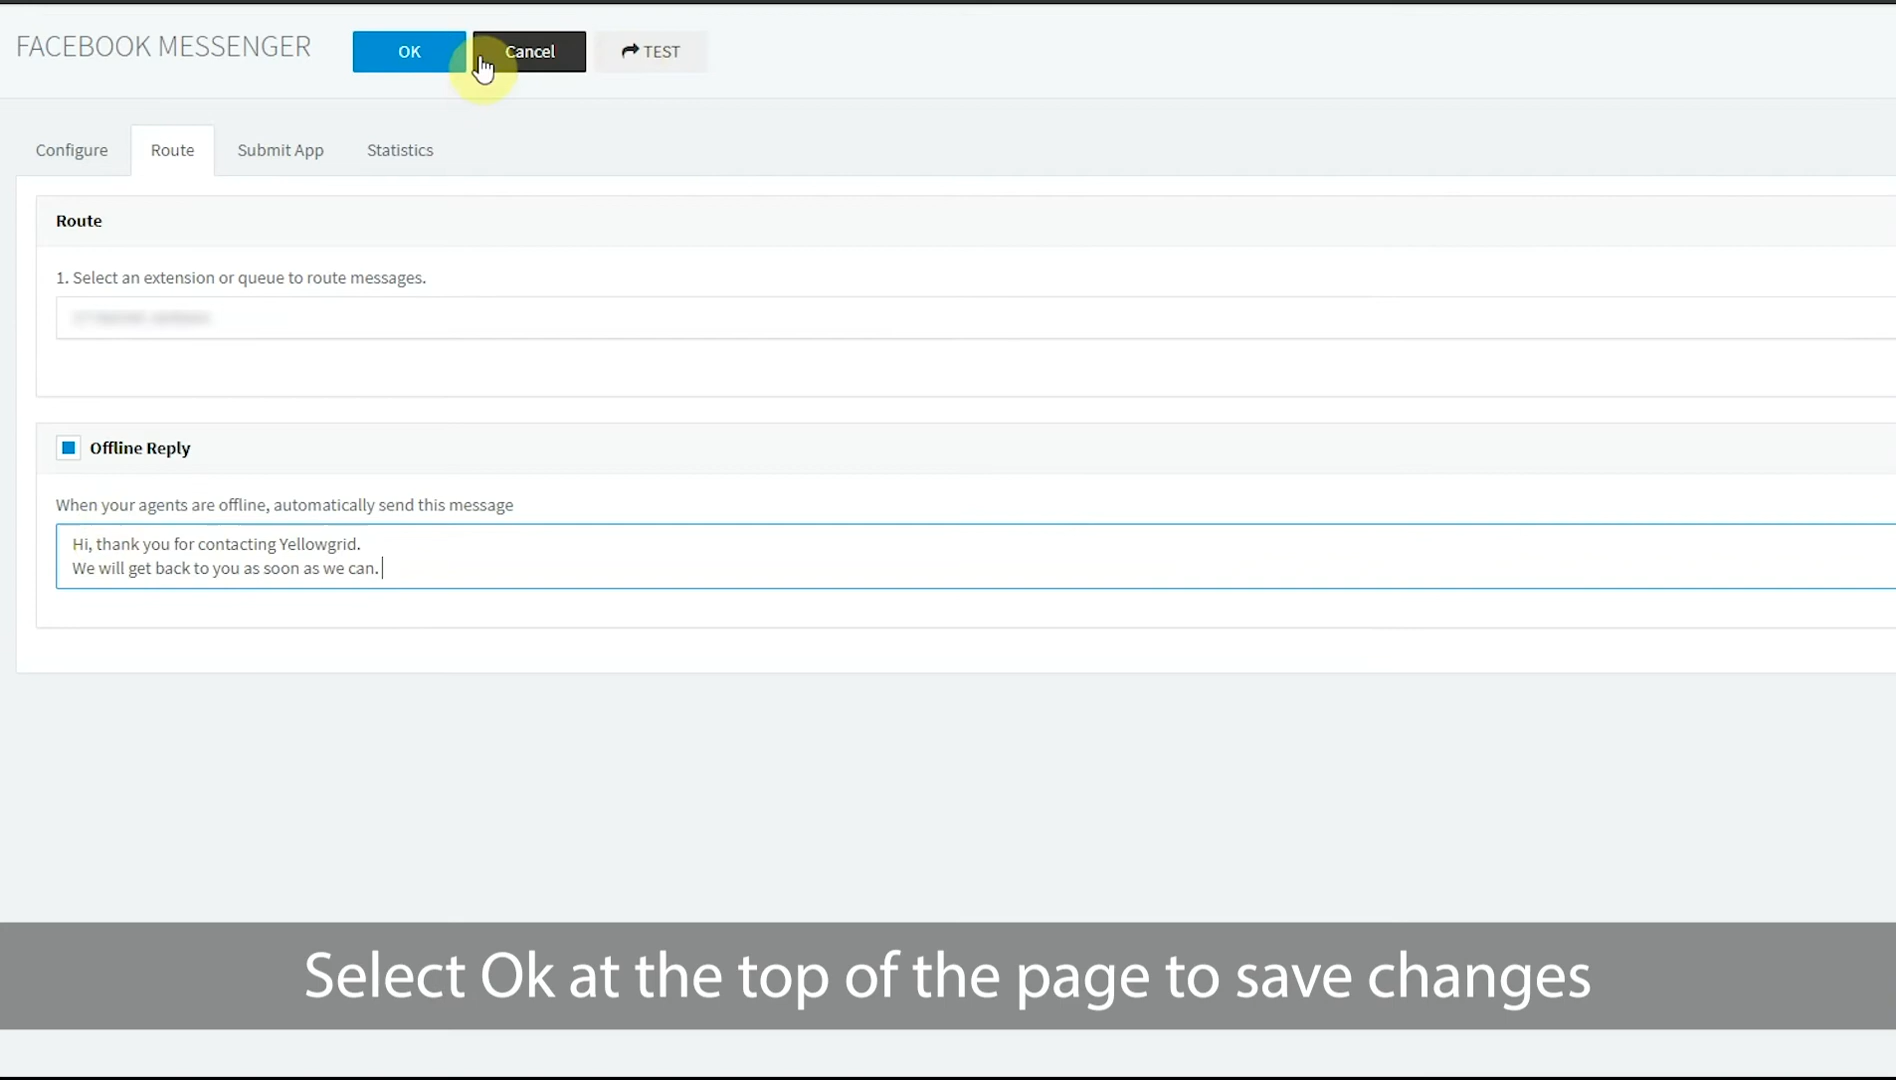 FACEBOOK MESSENGER
OK
Cancel
TEST
Configure
Route
Submit App
Statistics
Route
1. Select an extension or queue to route messages.
Offline Reply
When your agents are offline, automatically send this message
Hi, thank you for contacting Yellowgrid.
We will get back to you as soon as we can.
Select Ok at the top of the page to save changes